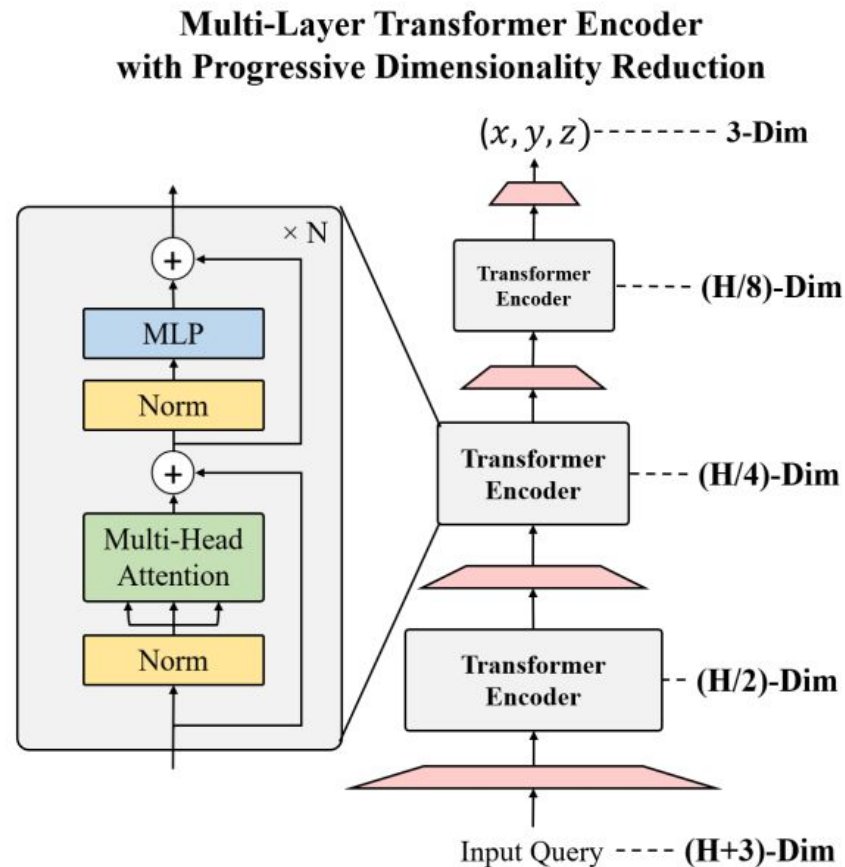 Multi-Layer Transformer Encoder
with Progressive Dimensionality Reduction
(x, y, z)
3-Dim
× N
+
MLP
Norm
+
Multi-Head
Attention
Norm
Transformer
Encoder
(H/8)-Dim
Transformer
Encoder
(H/4)-Dim
Transformer
Encoder
(H/2)-Dim
Input Query
(H+3)-Dim